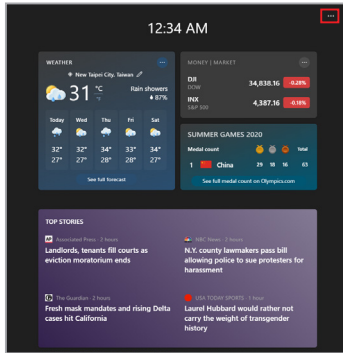 12:34 AM
WEATHER
New Taipei City, Taiwan
31 °C
Rain showers
87%
Today Wed Thu Fri Sat
32° 32° 34° 33° 34°
27° 27° 28° 28° 27°
See full forecast
MONEY | MARKET
DJI 34,838.16 -0.28%
DOW
INX 4,387.16 -0.18%
S&P 500
SUMMER GAMES 2020
Medal count Total
1 China 29 18 16 63
See full medal count on Olympics.com
TOP STORIES
Associated Press · 2 hours
Landlords, tenants fill courts as
eviction moratorium ends
NBC News · 2 hours
N.Y. county lawmakers pass bill
allowing police to sue protesters for
harassment
The Guardian · 2 hours
Fresh mask mandates and rising Delta
cases hit California
USA TODAY SPORTS · 1 hour
Laurel Hubbard would rather not
carry the weight of transgender
history